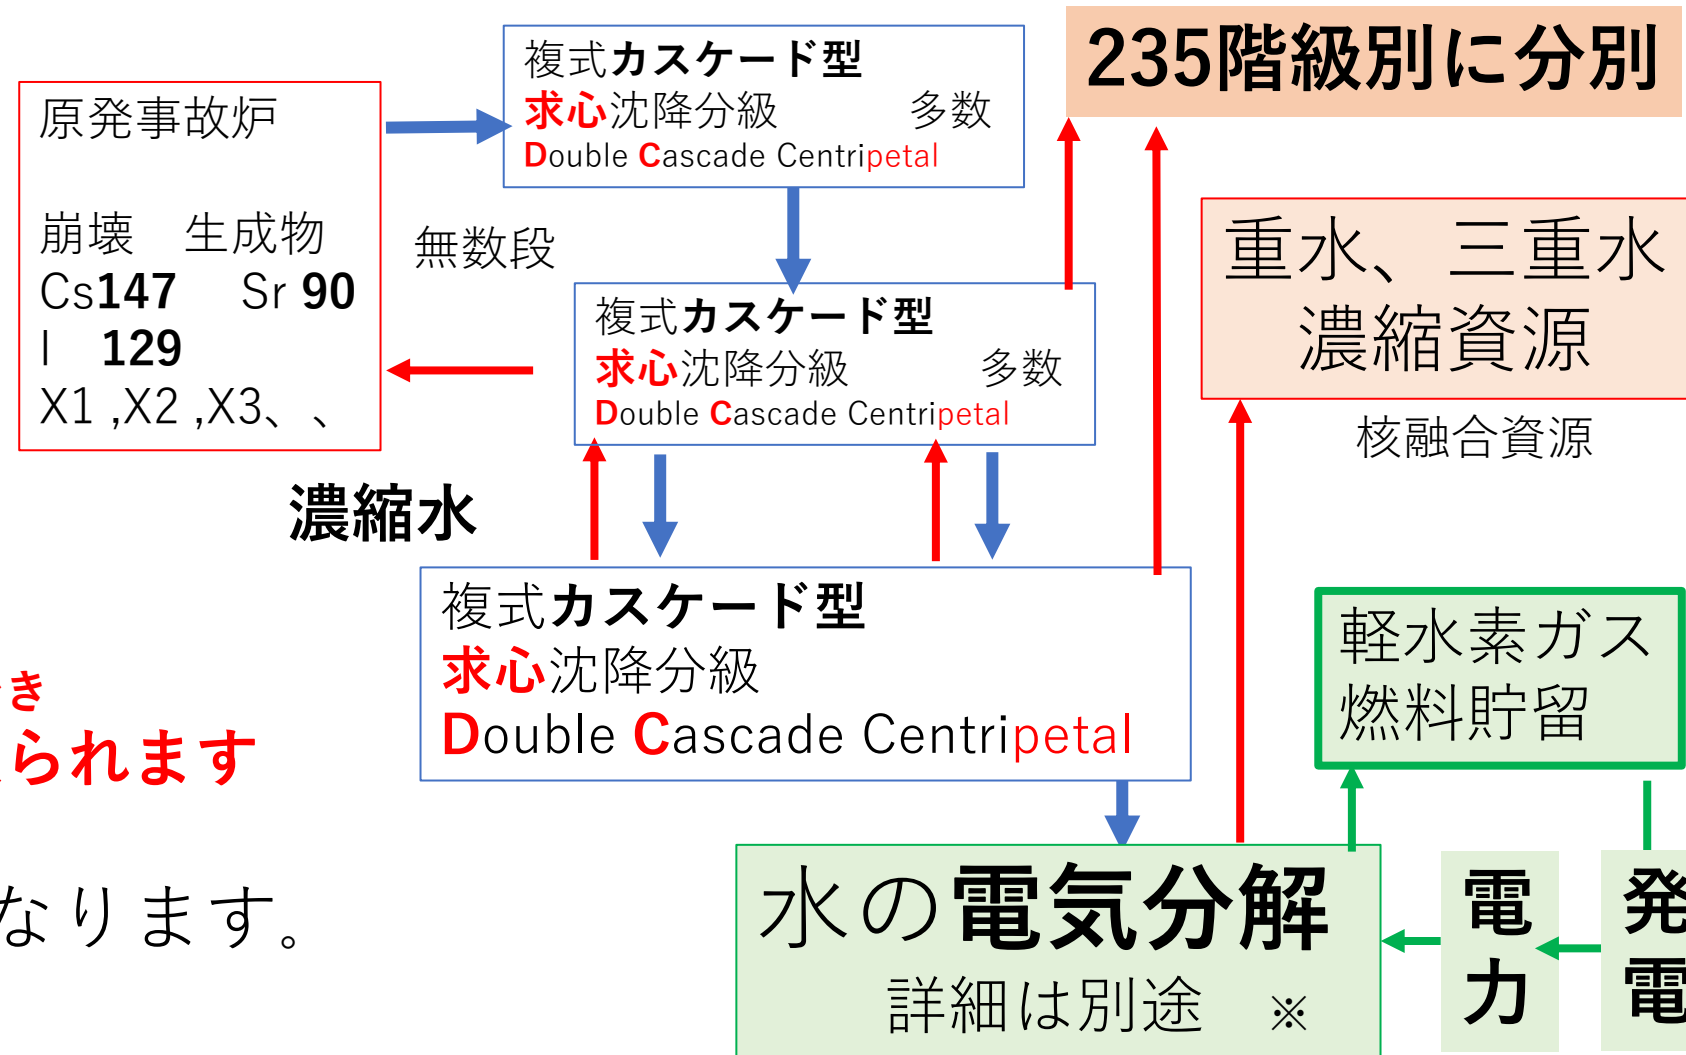 複式カスケード型
求心沈降分級 多数
Double Cascade Centripetal
235階級別に分別
原発事故炉
崩壊 生成物
Cs147 Sr 90
I 129
X1 ,X2 ,X3、、
無数段
重水、三重水
濃縮資源
核融合資源
複式カスケード型
求心沈降分級 多数
Double Cascade Centripetal
濃縮水
複式カスケード型
求心沈降分級
Double Cascade Centripetal
軽水素ガス
燃料貯留
き
られます
なります。
水の電気分解
詳細は別途 ※
電力
発電